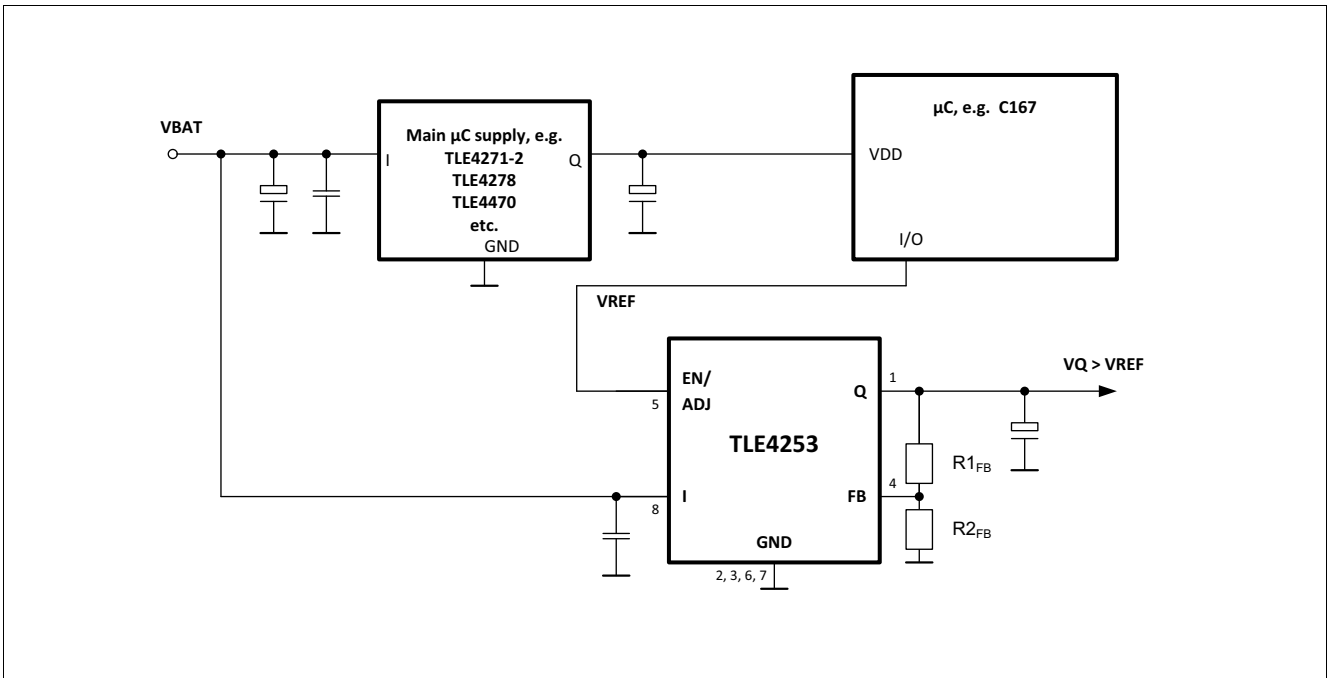 VBAT
I
Main µC supply, e.g.
TLE4271-2
TLE4278
TLE4470
etc.
GND
Q
µC, e.g. C167
VDD
I/O
VREF
EN/
ADJ
5
Q
1
VQ > VREF
TLE4253
R1FB
I
8
FB
4
R2FB
GND
2, 3, 6, 7